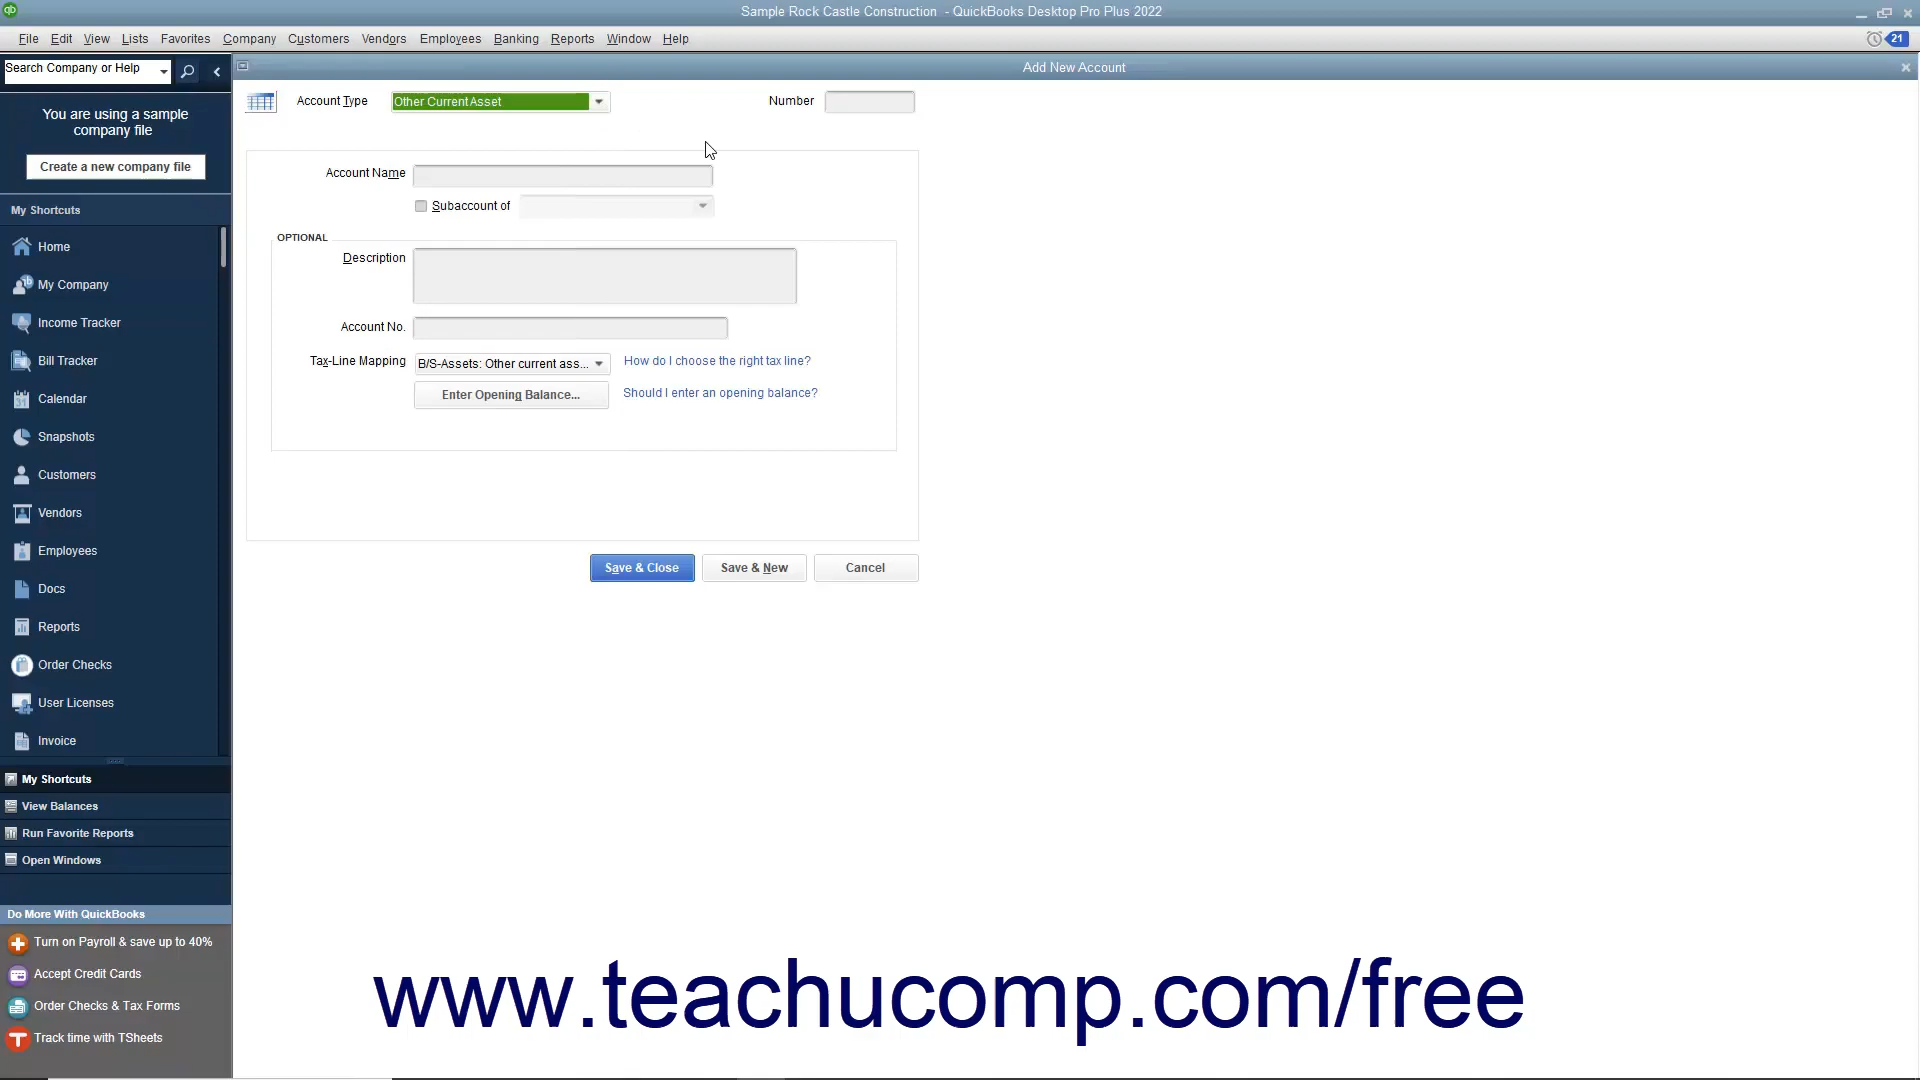 qb
Sample Rock Castle Construction - QuickBooks Desktop Pro Plus 2022
File Edit View Lists Favorites Company Customers Vendors Employees Banking Reports Window Help
21
Search Company or Help
Add New Account
You are using a sample
company file
Create a new company file
My Shortcuts
Home
My Company
Income Tracker
Bill Tracker
Calendar
Snapshots
Customers
Vendors
Employees
Docs
Reports
Order Checks
User Licenses
Invoice
My Shortcuts
View Balances
Run Favorite Reports
Open Windows
Do More With QuickBooks
Turn on Payroll & save up to 40%
Accept Credit Cards
Order Checks & Tax Forms
Track time with TSheets
Account Type Other Current Asset Number
Account Name
Subaccount of
OPTIONAL
Description
Account No.
Tax-Line Mapping B/S-Assets: Other current ass... How do I choose the right tax line?
Enter Opening Balance... Should I enter an opening balance?
Save & Close Save & New Cancel
www.teachucomp.com/free